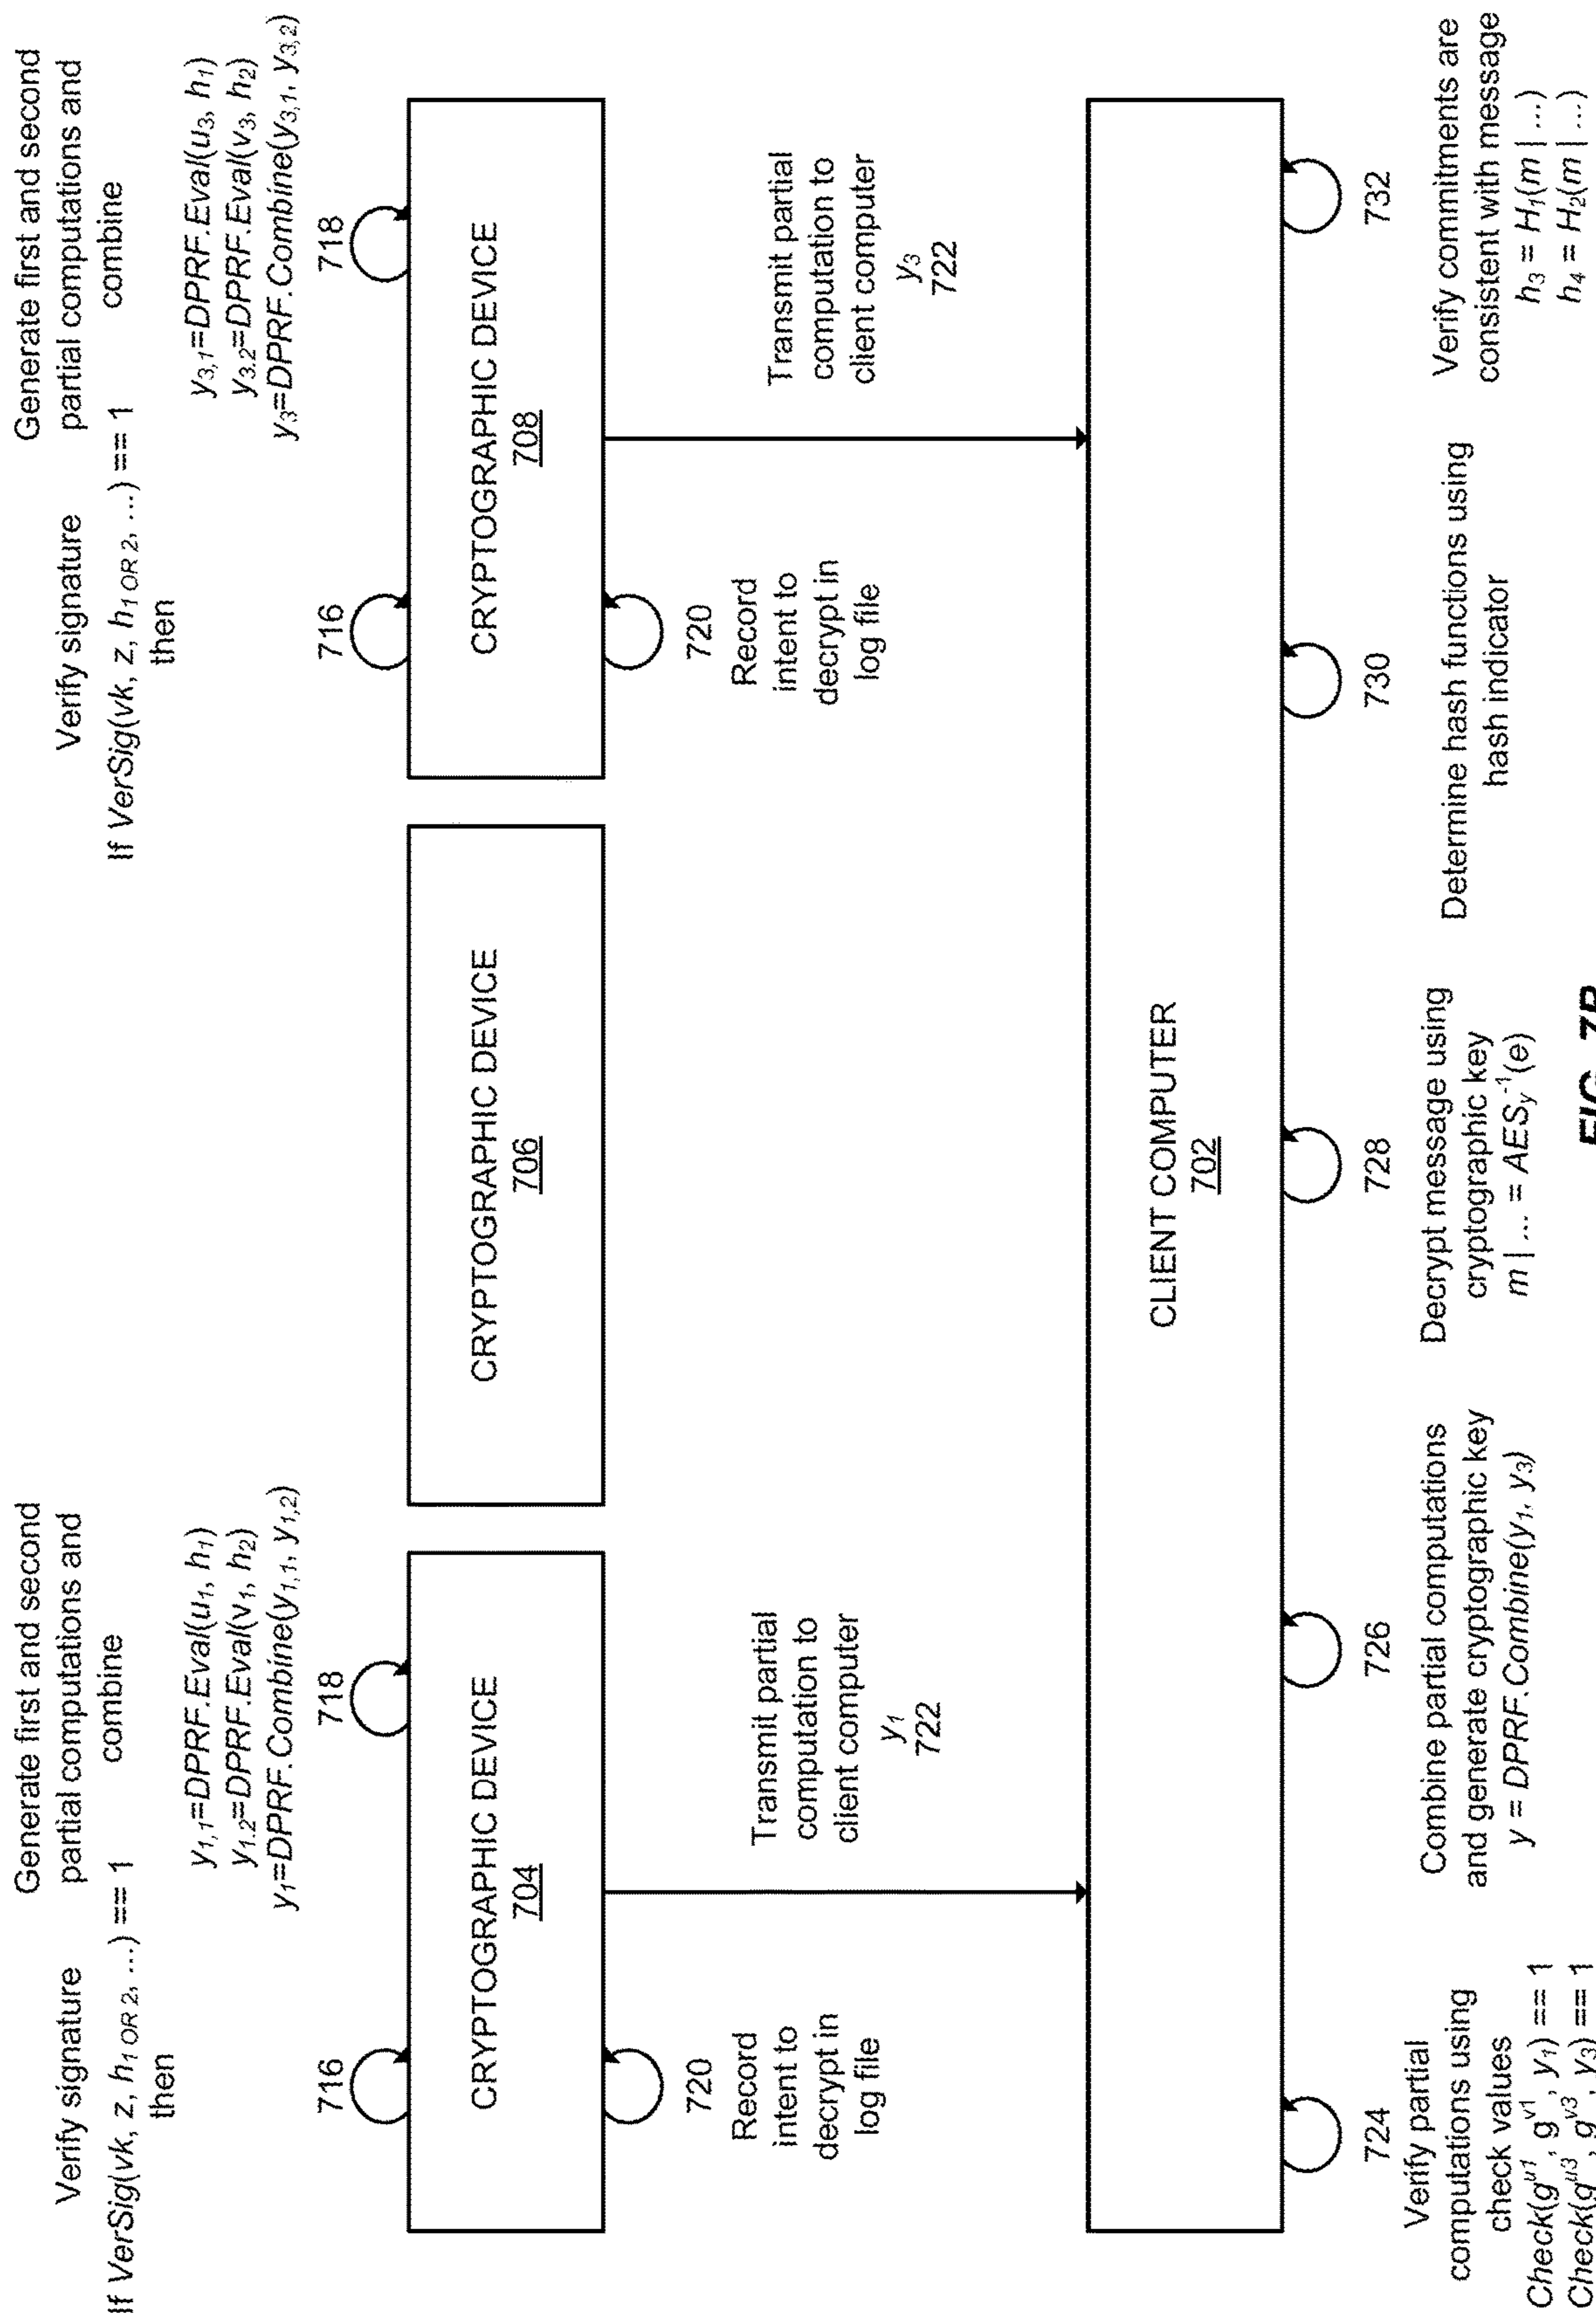 Verify signature
If VerSig(vk, z, h1 OR 2, ...) == 1
then
Generate first and second
partial computations and
combine
y1,1=DPRF.Eval(u1, h1)
y1.2=DPRF.Eval(v1, h2)
y1=DPRF.Combine(y1,1, y1,2)
716
718
CRYPTOGRAPHIC DEVICE
704
720
Record
intent to
decrypt in
log file
Transmit partial
computation to
client computer
y1
722
CRYPTOGRAPHIC DEVICE
706
Verify signature
If VerSig(vk, z, h1 OR 2, ...) == 1
then
Generate first and second
partial computations and
combine
y3,1=DPRF.Eval(u3, h1)
y3.2=DPRF.Eval(v3, h2)
y3=DPRF.Combine(y3,1, y3,2)
716
718
CRYPTOGRAPHIC DEVICE
708
720
Record
intent to
decrypt in
log file
Transmit partial
computation to
client computer
y3
722
CLIENT COMPUTER
702
724
Verify partial
computations using
check values
Check(g^u1, g^v1, y1) == 1
Check(g^u3, g^v3, y3) == 1
726
Combine partial computations
and generate cryptographic key
y = DPRF.Combine(y1, y3)
728
Decrypt message using
cryptographic key
m | ... = AESy^-1(e)
730
Determine hash functions using
hash indicator
732
Verify commitments are
consistent with message
h3 = H1(m | ...)
h4 = H2(m | ...)
FIG. 7B